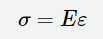 σ = Eε